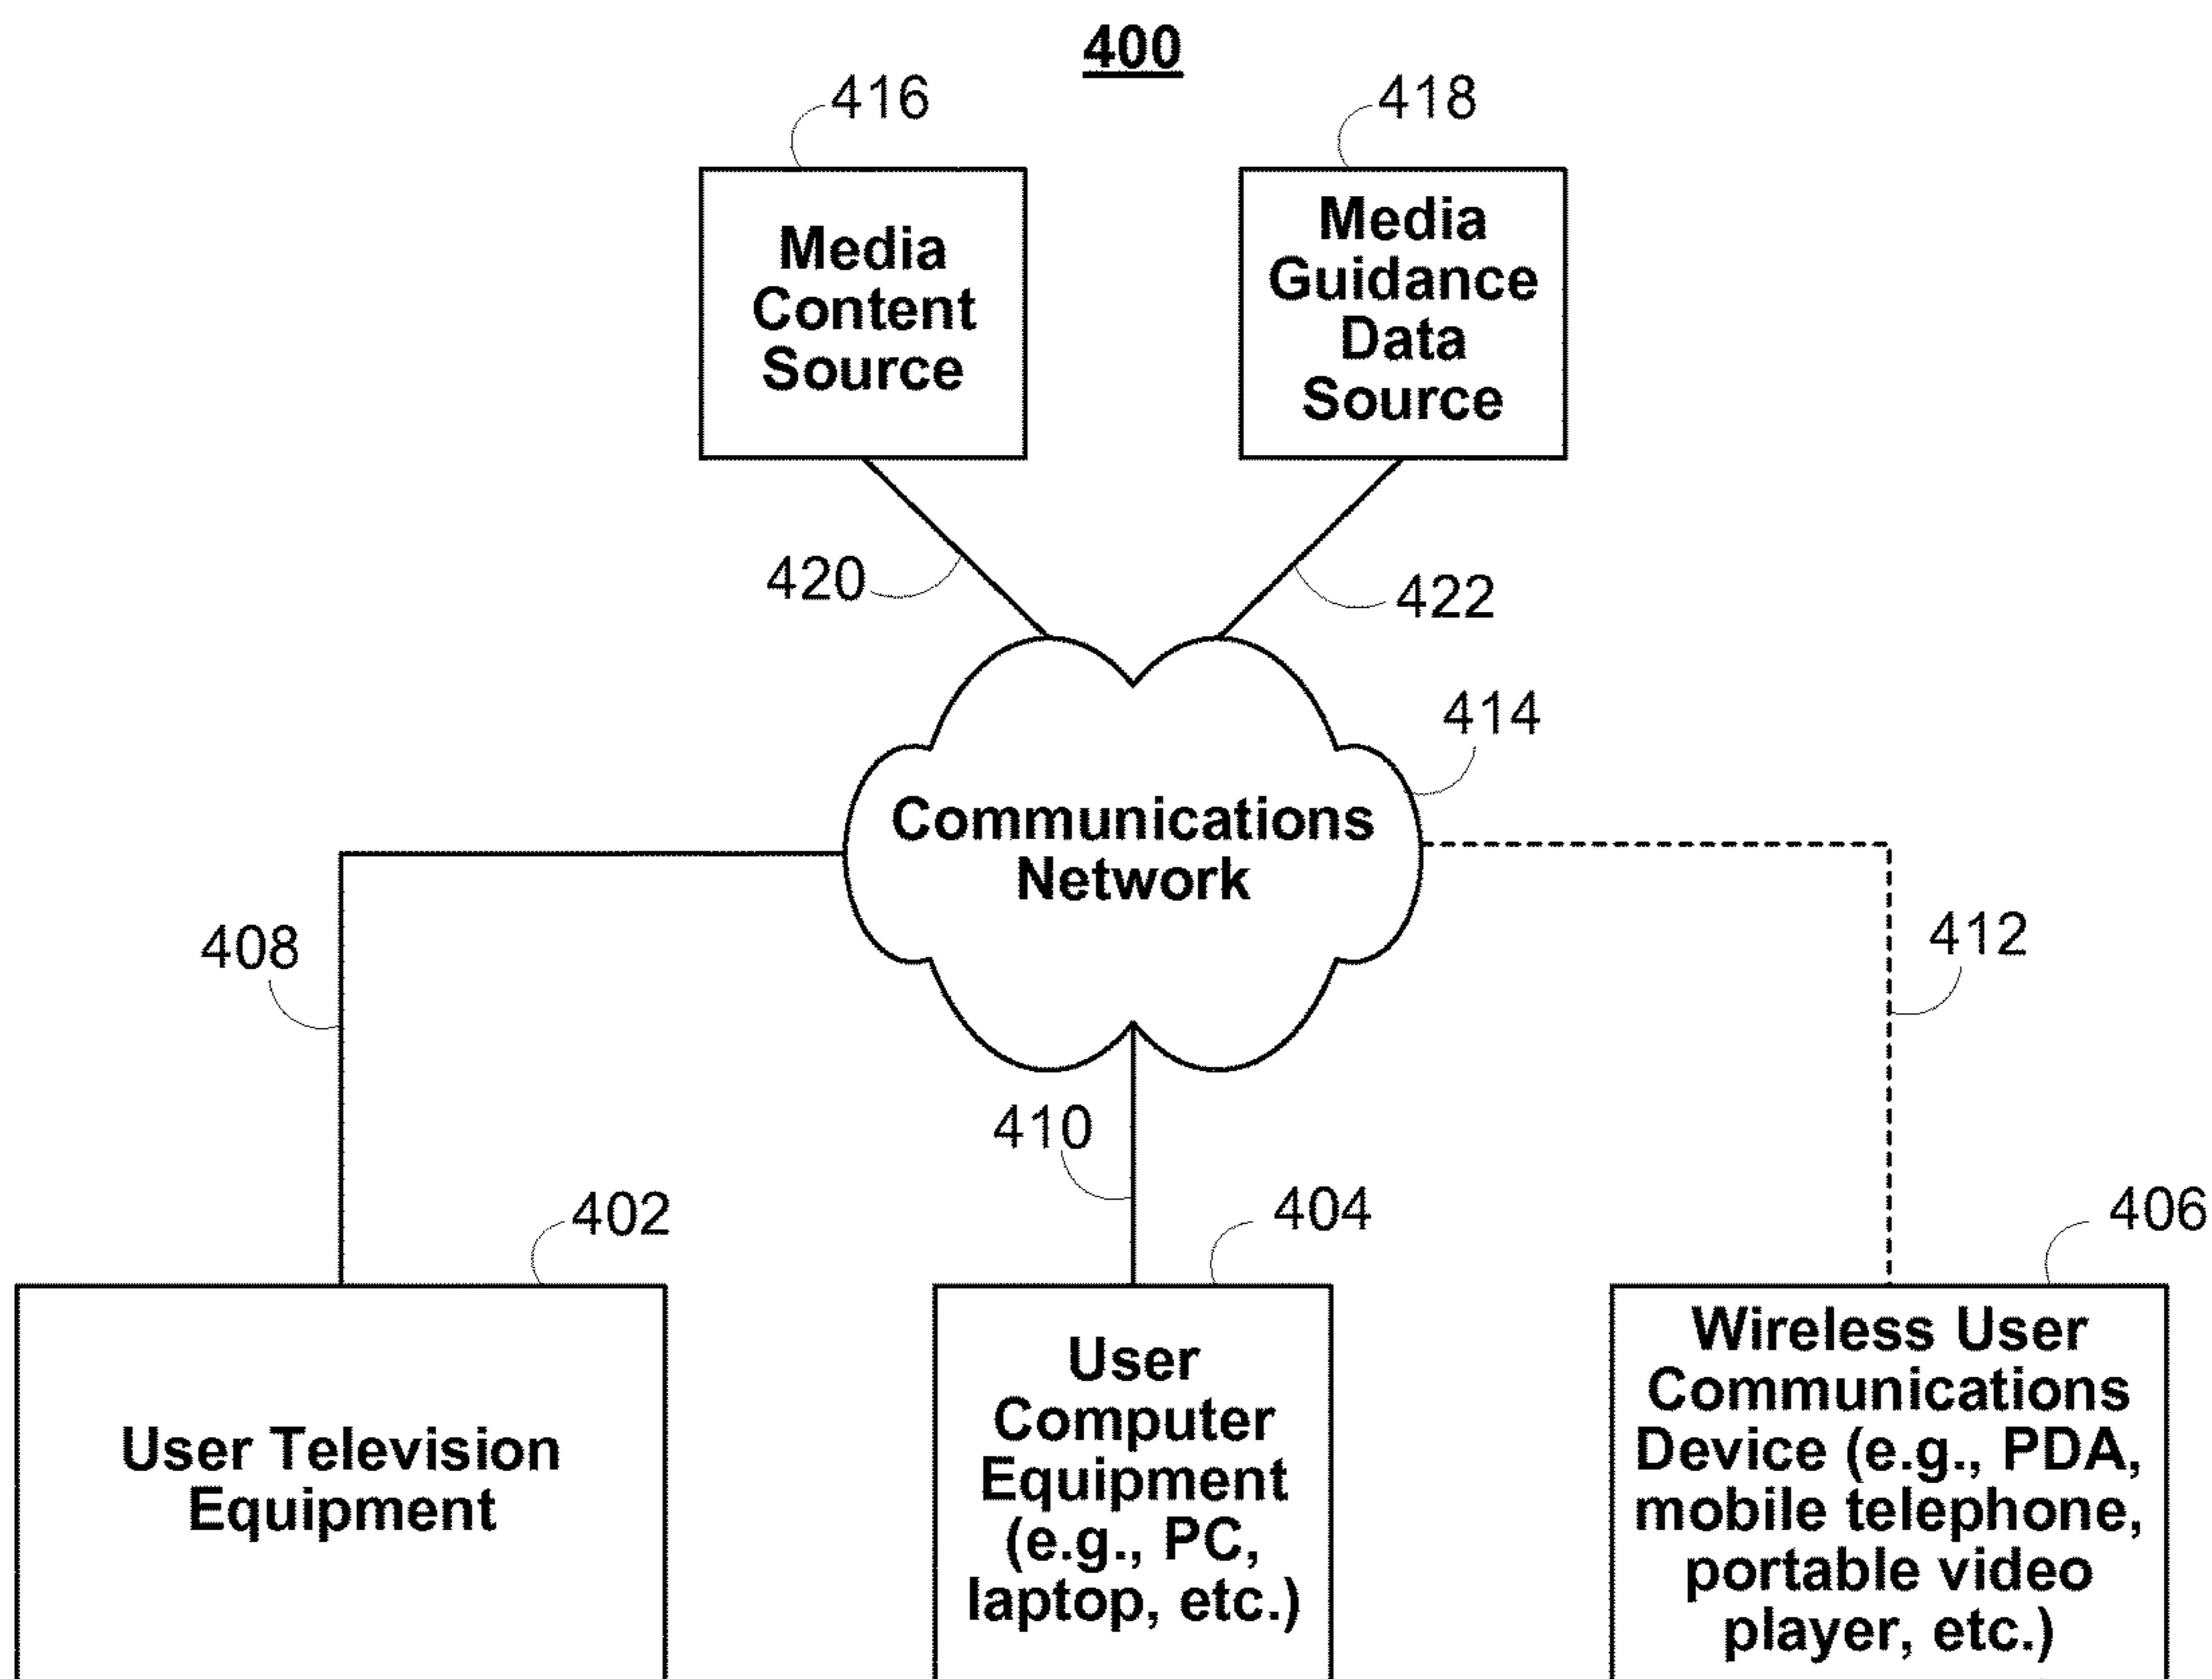 400
416
418
Media
Content
Source
Media
Guidance
Data
Source
420
422
414
Communications
Network
408
412
410
402
404
406
User Television
Equipment
User
Computer
Equipment
(e.g., PC,
laptop, etc.)
Wireless User
Communications
Device (e.g., PDA,
mobile telephone,
portable video
player, etc.)